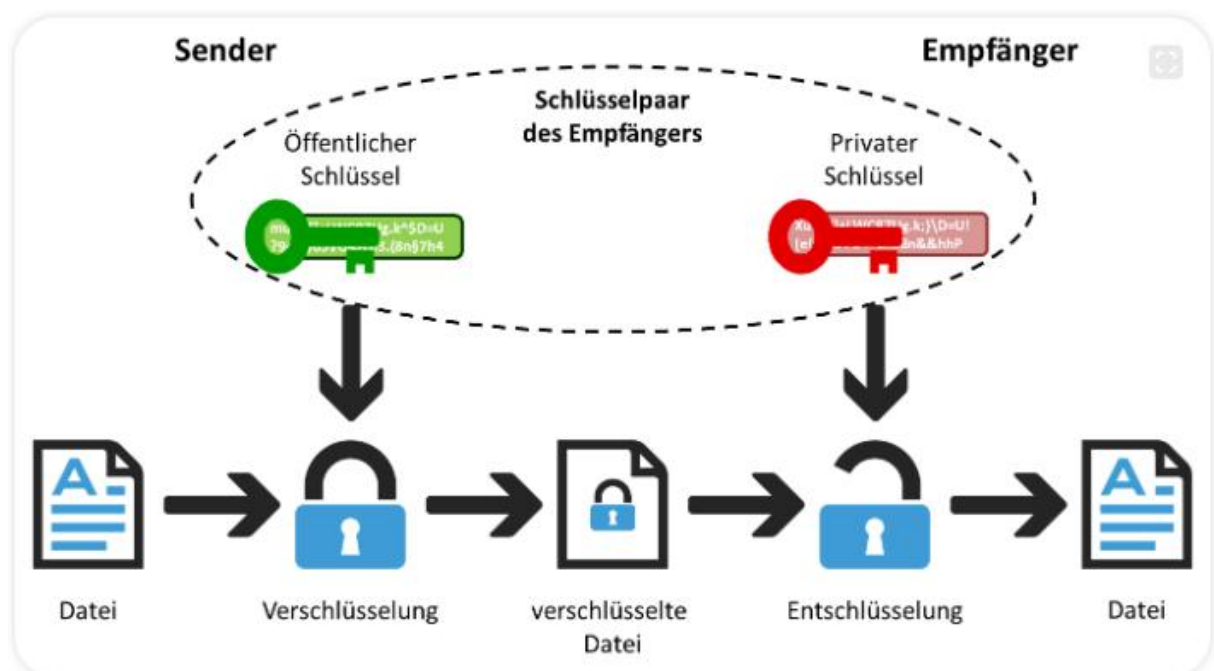 Sender
Empfänger
Schlüsselpaar
des Empfängers
Öffentlicher
Schlüssel
Privater
Schlüssel
Datei
Verschlüsselung
verschlüsselte
Datei
Entschlüsselung
Datei